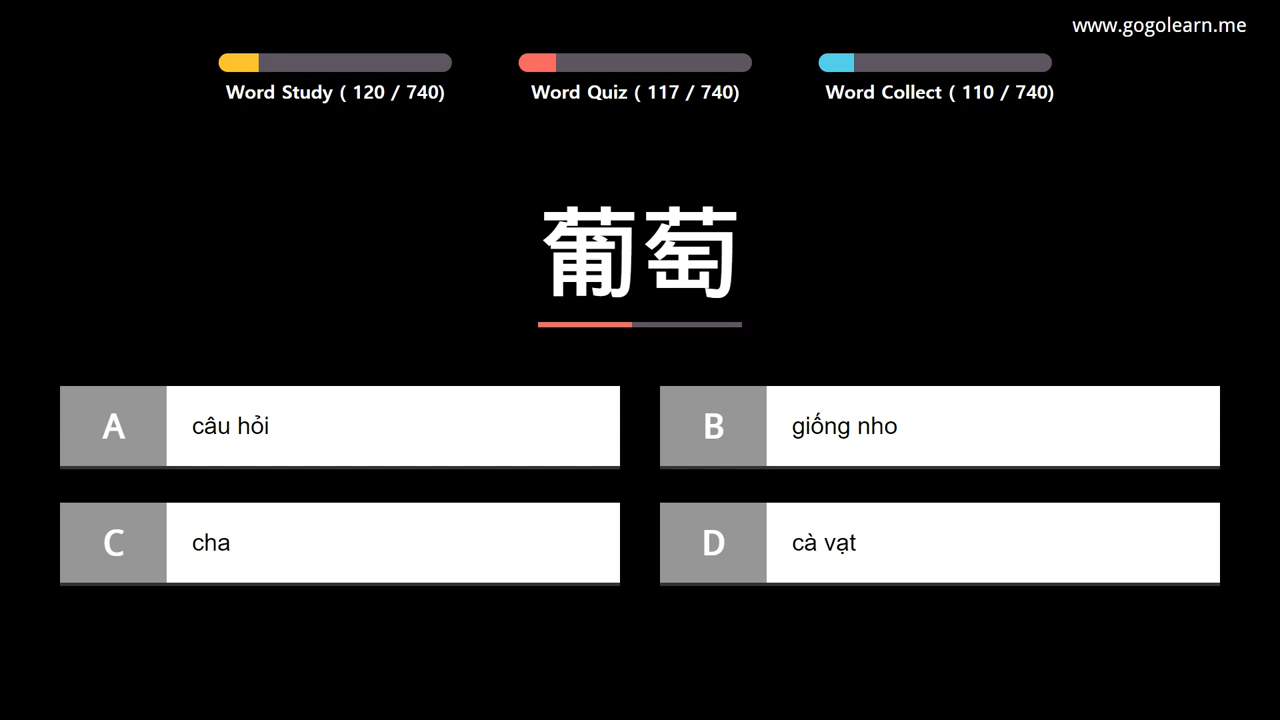 www.gogolearn.me
Word Study ( 120 / 740)
Word Quiz ( 117 / 740)
Word Collect ( 110 / 740)
葡萄
A câu hỏi
B giống nho
C cha
D cà vạt